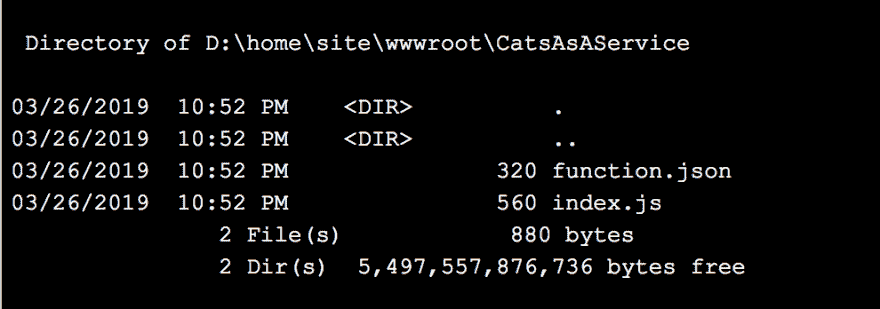 Directory of D:\home\site\wwwroot\CatsAsAService
03/26/2019  10:52 PM    <DIR>          .
03/26/2019  10:52 PM    <DIR>          ..
03/26/2019  10:52 PM               320 function.json
03/26/2019  10:52 PM               560 index.js
2 File(s)            880 bytes
2 Dir(s)  5,497,557,876,736 bytes free